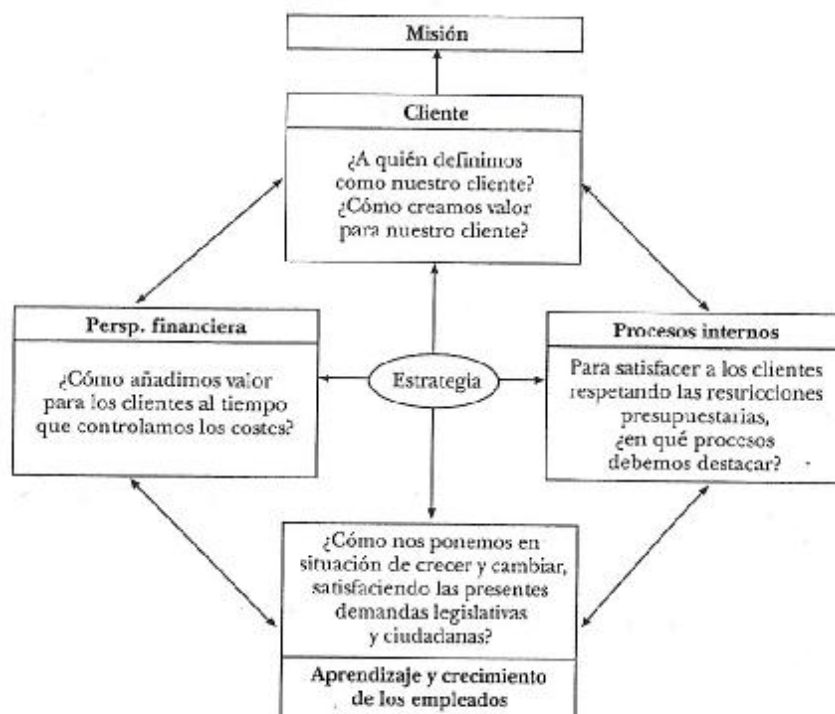 Misión
Cliente
¿A quién definimos
como nuestro cliente?
¿Cómo creamos valor
para nuestro cliente?
Persp. financiera
¿Cómo añadimos valor
para los clientes al tiempo
que controlamos los costes?
Estrategia
Procesos internos
Para satisfacer a los clientes
respetando las restricciones
presupuestarias,
¿en qué procesos
debemos destacar?
¿Cómo nos ponemos en
situación de crecer y cambiar,
satisfaciendo las presentes
demandas legislativas
y ciudadanas?
Aprendizaje y crecimiento
de los empleados